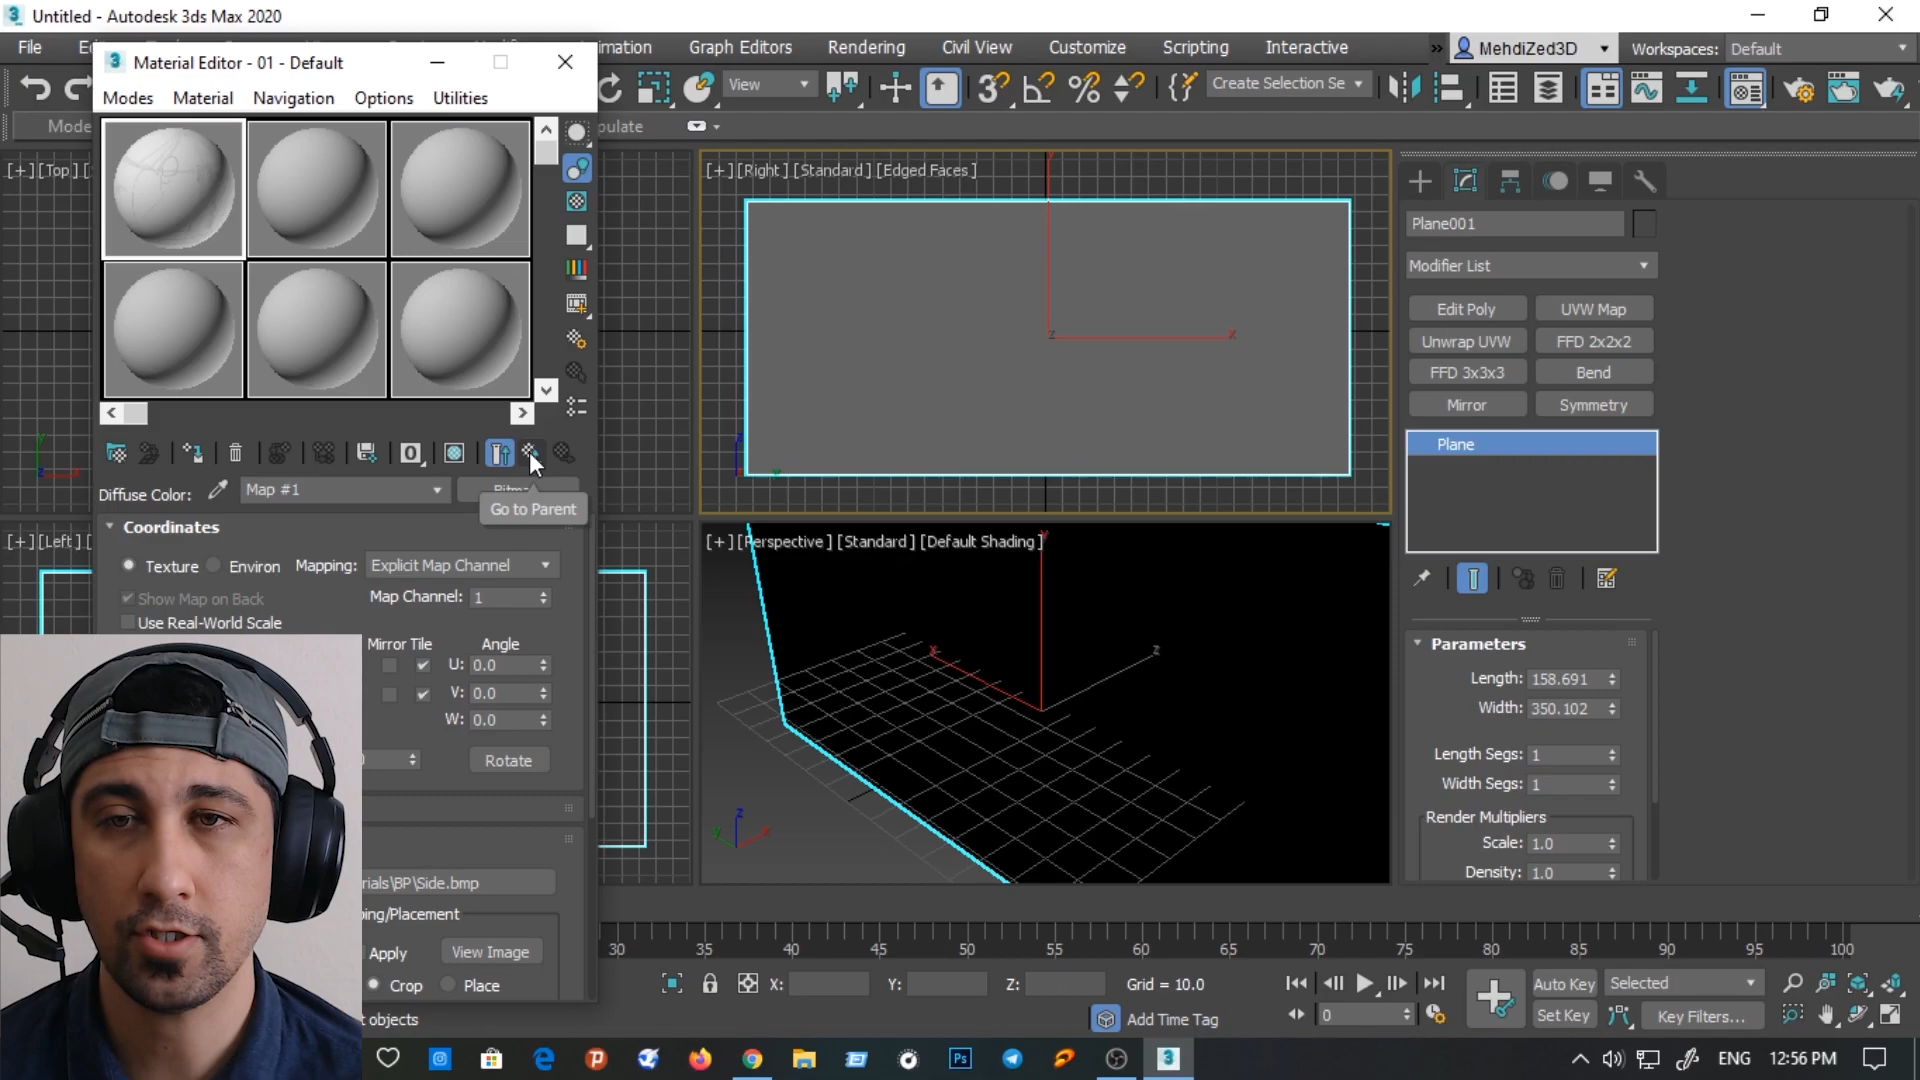 Untitled - Autodesk 3ds Max 2020
File
Material Editor - 01 - Default
Graph Editors
Rendering
Civil View
Customize
Scripting
Interactive
MehdiZed3D
Workspaces: Default
Modes
Material
Navigation
Options
Utilities
View
Create Selection Se
[+] [Top]
[+] [Right] [Standard] [Edged Faces]
Plane001
Modifier List
Edit Poly
UVW Map
Unwrap UVW
FFD 2x2x2
FFD 3x3x3
Bend
Mirror
Symmetry
Plane
Diffuse Color:
Map #1
Go to Parent
Coordinates
Texture
Environ
Mapping:
Explicit Map Channel
Show Map on Back
Map Channel: 1
Use Real-World Scale
Mirror Tile
Angle
U: 0.0
V: 0.0
W: 0.0
Rotate
rials\BP\Side.bmp
ing/Placement
Apply
View Image
Crop
Place
[+] [Left]
[+] [Perspective] [Standard] [Default Shading]
x
z
x
z
Parameters
Length: 158.691
Width: 350.102
Length Segs: 1
Width Segs: 1
Render Multipliers
Scale: 1.0
Density: 1.0
30 35 40 45 50 55 60 65 70 75 80 85 90 95 100
X:
Y:
Z:
Grid = 10.0
Auto Key
Selected
t objects
Add Time Tag
0
Set Key
Key Filters...
Ps
ENG
12:56 PM